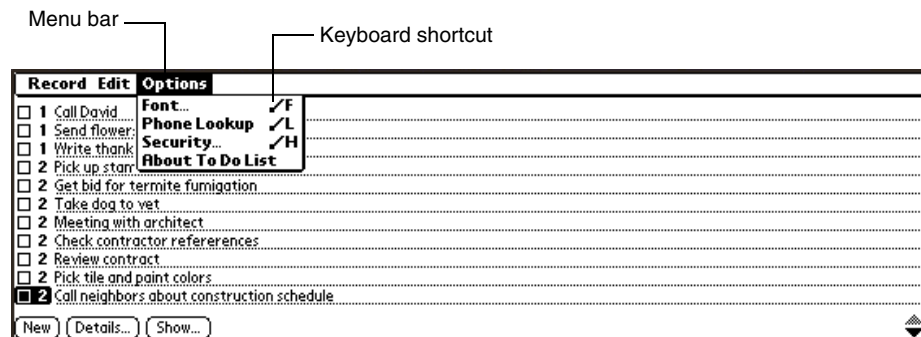 Menu bar
Keyboard shortcut
Record Edit Options
Font... ✓F
Phone Lookup ✓L
Security... ✓H
About To Do List
1 Call David
1 Send flower
1 Write thank
2 Pick up stam
2 Get bid for termite fumigation
2 Take dog to vet
2 Meeting with architect
2 Check contractor refererences
2 Review contract
2 Pick tile and paint colors
2 Call neighbors about construction schedule
New Details... Show...